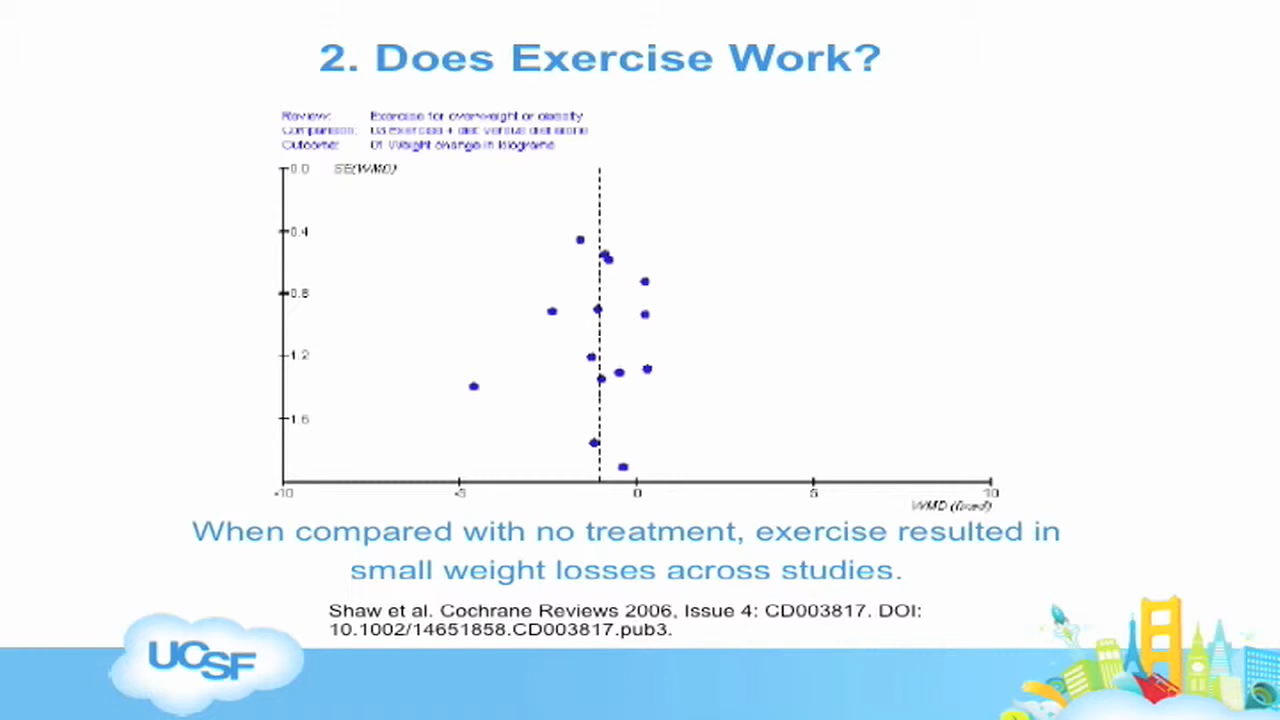 2. Does Exercise Work?
Review: Exercise for overweight or obesity
Comparison: 03 Exercise + diet versus diet alone
Outcome: 01 Weight change in kilograms
0.0 SE(WMD)
0.4
0.8
1.2
1.6
-10 -5 0 5 10
WMD (fixed)
When compared with no treatment, exercise resulted in
small weight losses across studies.
Shaw et al. Cochrane Reviews 2006, Issue 4: CD003817. DOI:
10.1002/14651858.CD003817.pub3.
UCSF